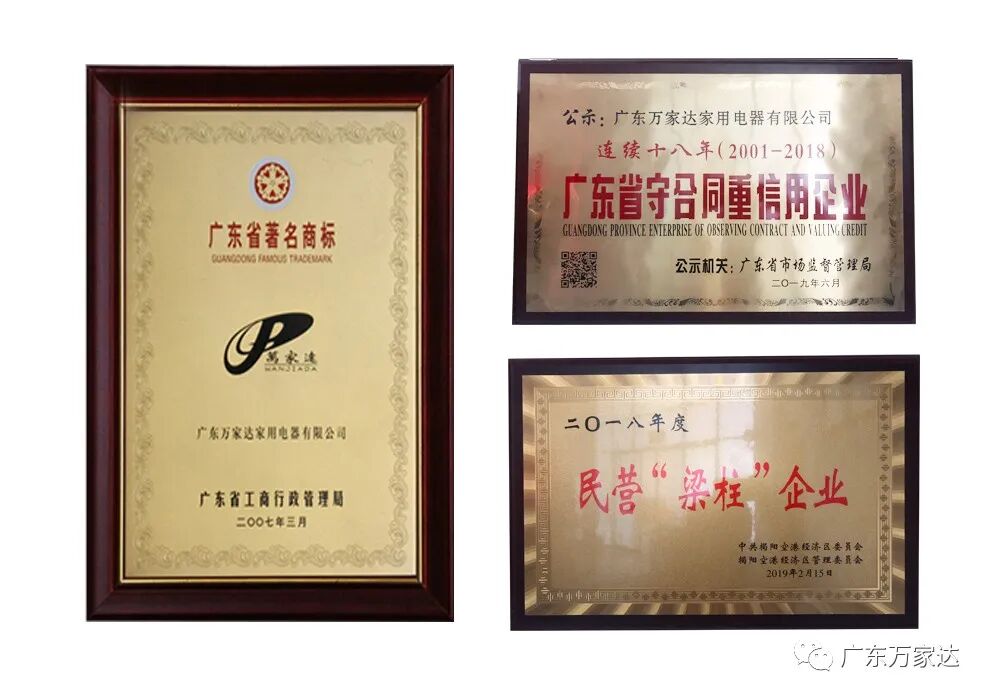 广东省著名商标
GUANGDONG FAMOUS TRADEMARK
萬家达
WANJIADA
广东万家达家用电器有限公司
广东省工商行政管理局
二〇〇七年三月
公示：广东万家达家用电器有限公司
连续十八年(2001-2018)
广东省守合同重信用企业
GUANGDONG PROVINCE ENTERPRISE OF OBSERVING CONTRACT AND VALUING CREDIT
公示机关：广东省市场监督管理局
二〇一九年六月
二〇一八年度
民营“梁柱”企业
中共揭阳空港经济区委员会
揭阳空港经济区管理委员会
2019年2月15日
广东万家达